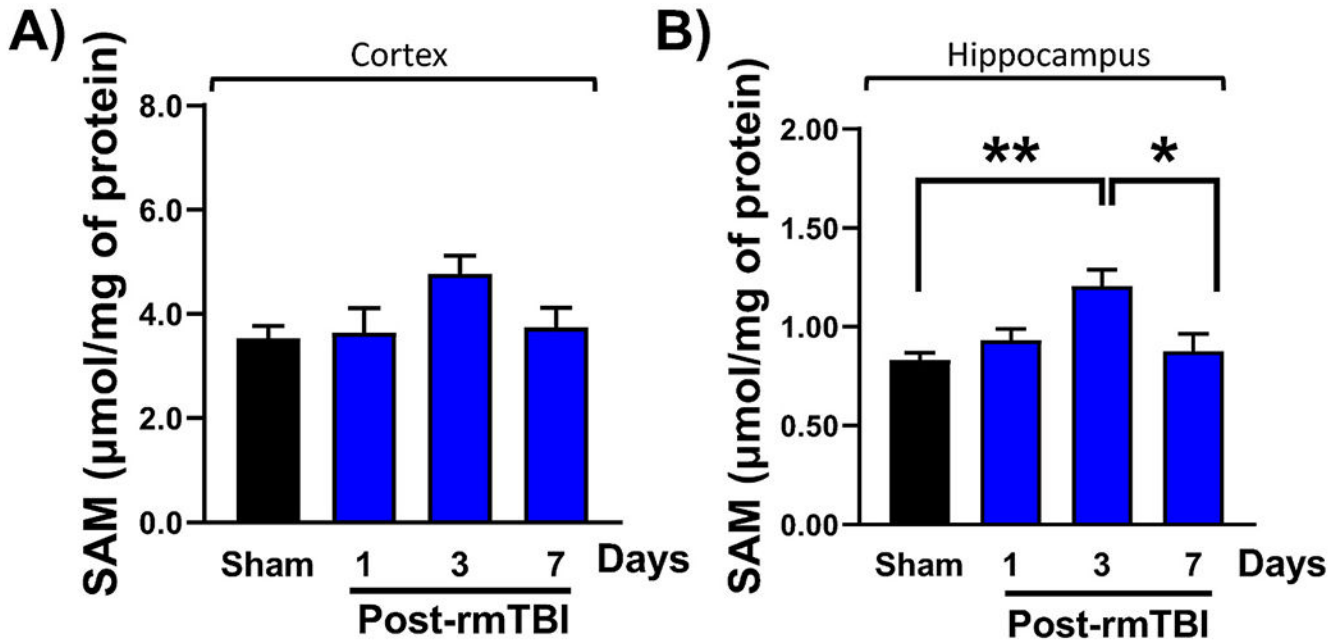 A)
Cortex
SAM (μmol/mg of protein)
8.0
6.0
4.0
2.0
0.0
Sham 1 3 7 Days
Post-rmTBI
B)
Hippocampus
SAM (μmol/mg of protein)
2.00
1.50
1.00
0.50
0.00
** *
Sham 1 3 7 Days
Post-rmTBI